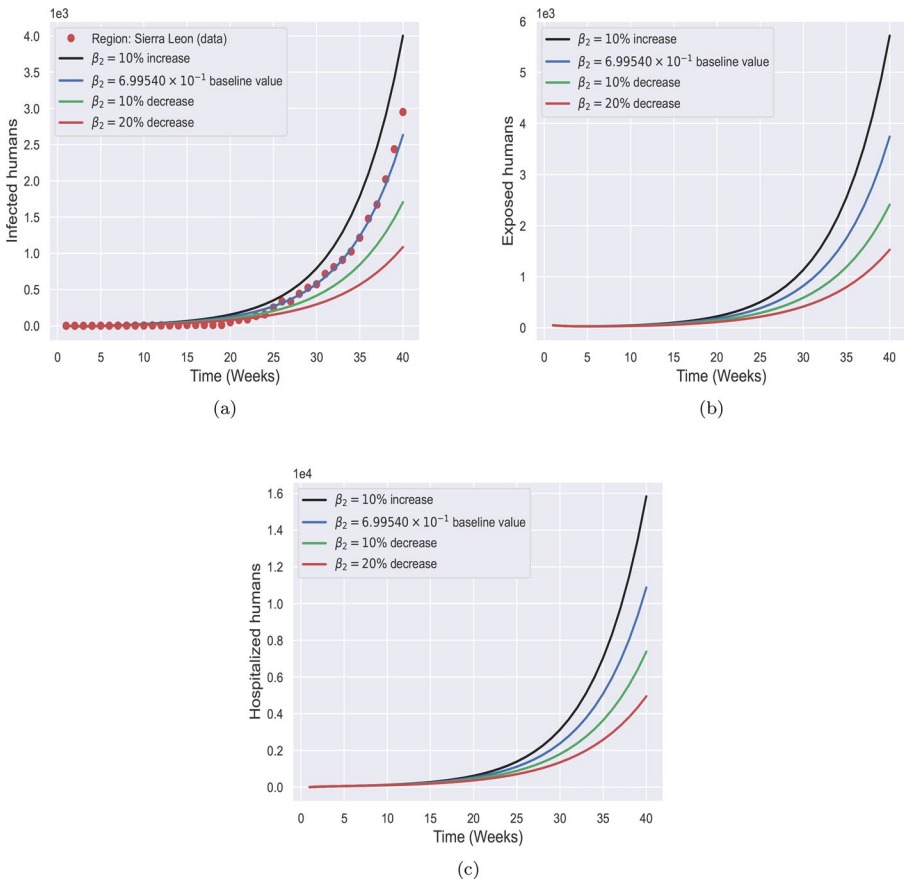 1e3
4.0
3.5
3.0
2.5
2.0
1.5
1.0
0.5
0.0
Infected humans
Region: Sierra Leon (data)
β₂ = 10% increase
β₂ = 6.99540 × 10⁻¹ baseline value
β₂ = 10% decrease
β₂ = 20% decrease
0 5 10 15 20 25 30 35 40
Time (Weeks)
(a)
1e3
6
5
4
3
2
1
0
Exposed humans
β₂ = 10% increase
β₂ = 6.99540 × 10⁻¹ baseline value
β₂ = 10% decrease
β₂ = 20% decrease
0 5 10 15 20 25 30 35 40
Time (Weeks)
(b)
1e4
1.6
1.4
1.2
1.0
0.8
0.6
0.4
0.2
0.0
Hospitalized humans
β₂ = 10% increase
β₂ = 6.99540 × 10⁻¹ baseline value
β₂ = 10% decrease
β₂ = 20% decrease
0 5 10 15 20 25 30 35 40
Time (Weeks)
(c)